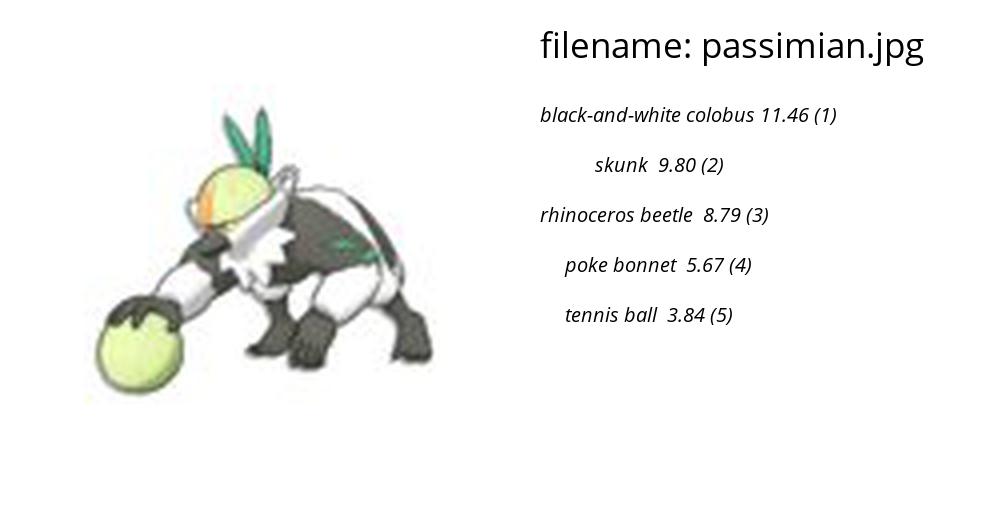 filename: passimian.jpg
black-and-white colobus 11.46 (1)
skunk 9.80 (2)
rhinoceros beetle 8.79 (3)
poke bonnet 5.67 (4)
tennis ball 3.84 (5)